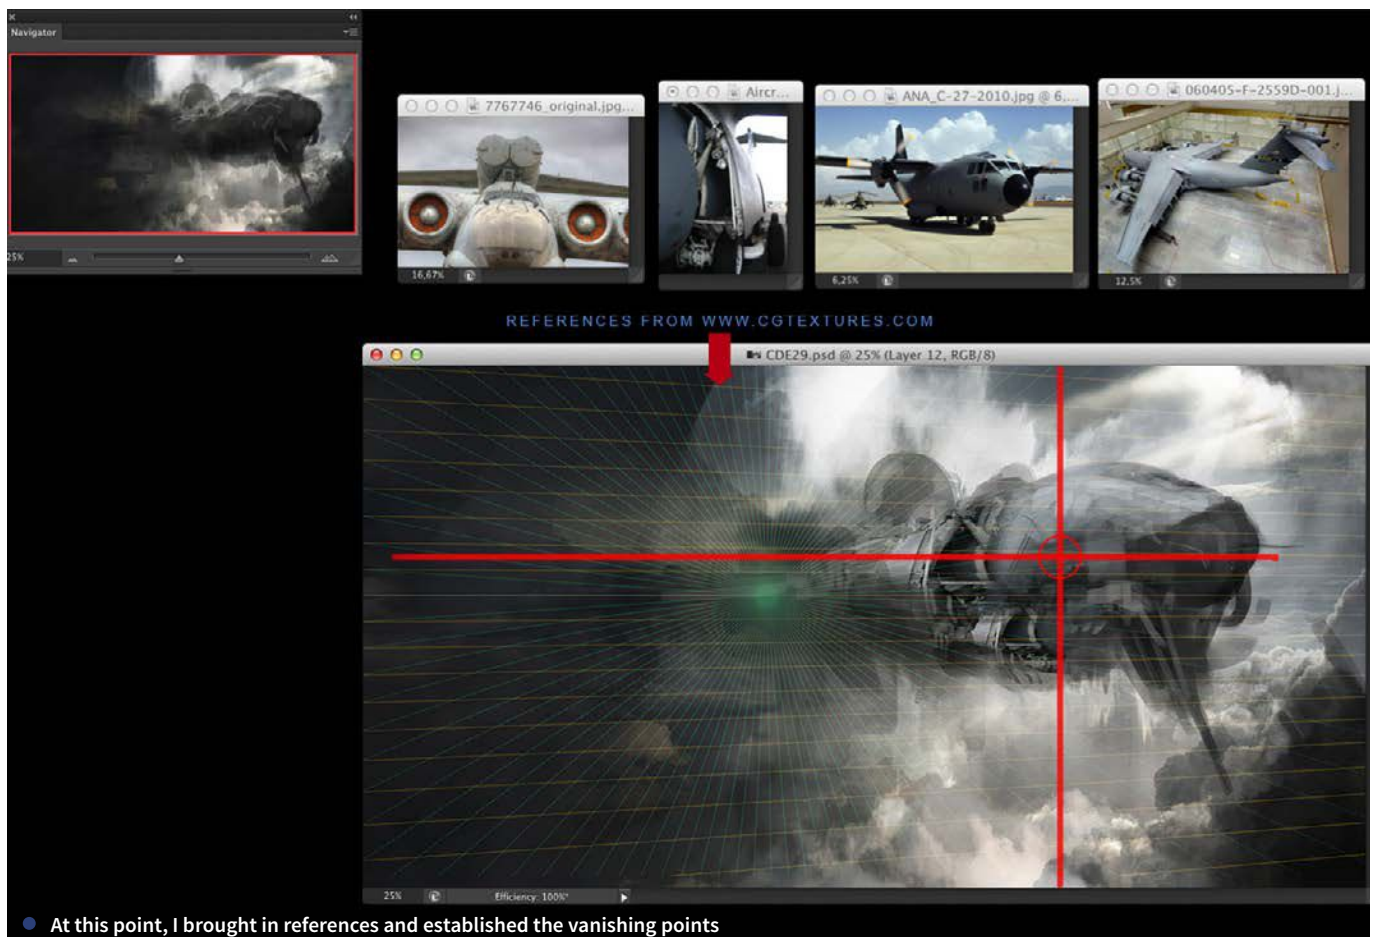 Navigator
7767746_original.jpg...
Aircr...
ANA_C-27-2010.jpg @ 6,...
060405-F-2559D-001.j...
25%
16,67%
6,25%
12,5%
REFERENCES FROM WWW.CGTEXTURES.COM
CDE29.psd @ 25% (Layer 12, RGB/8)
25%
Efficiency: 100%*
At this point, I brought in references and established the vanishing points